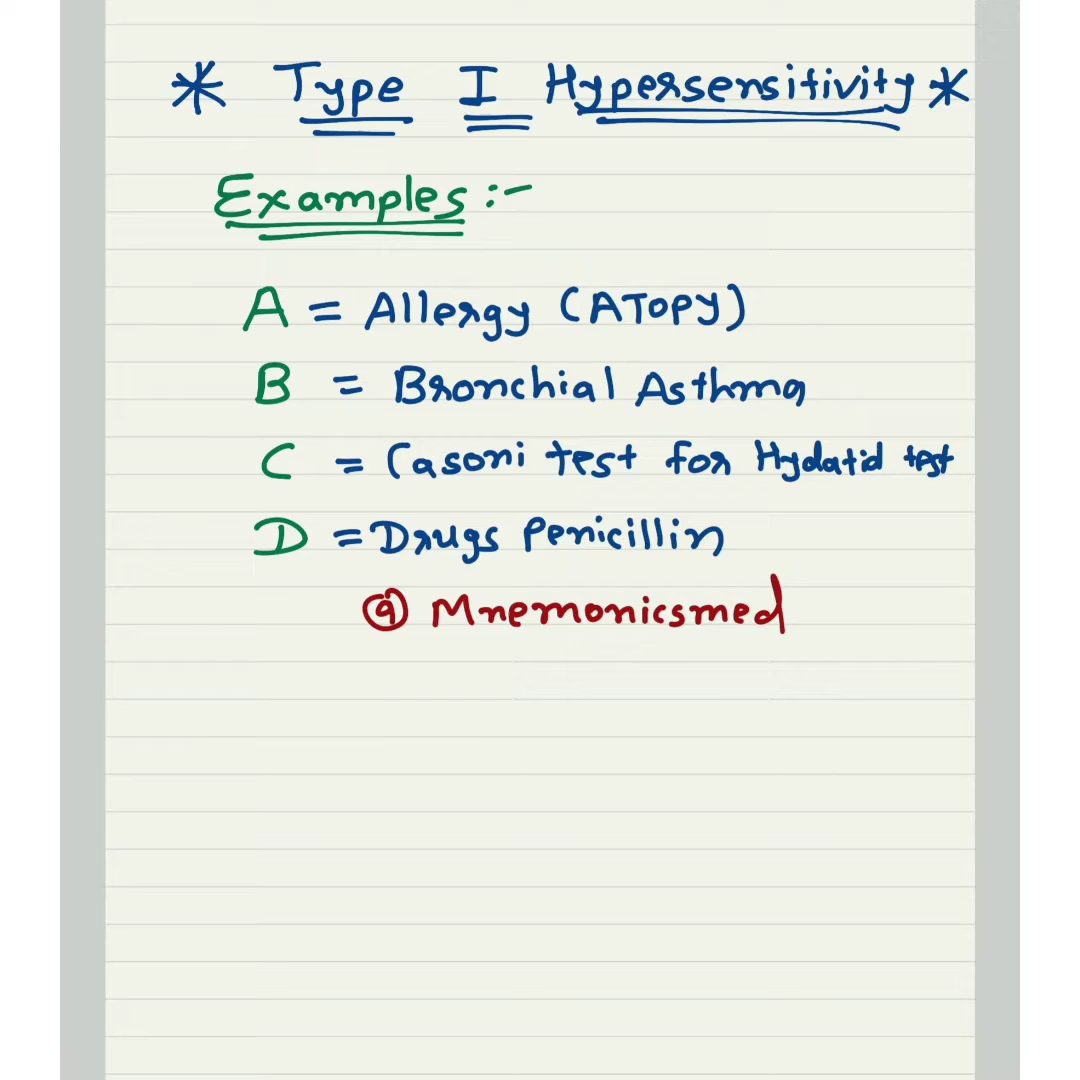 * Type I Hypersensitivity *
Examples :-
A = Allergy (ATOPY)
B = Bronchial Asthma
C = Casoni test for Hydatid test
D = Drugs Penicillin
@ Mnemonicsmed